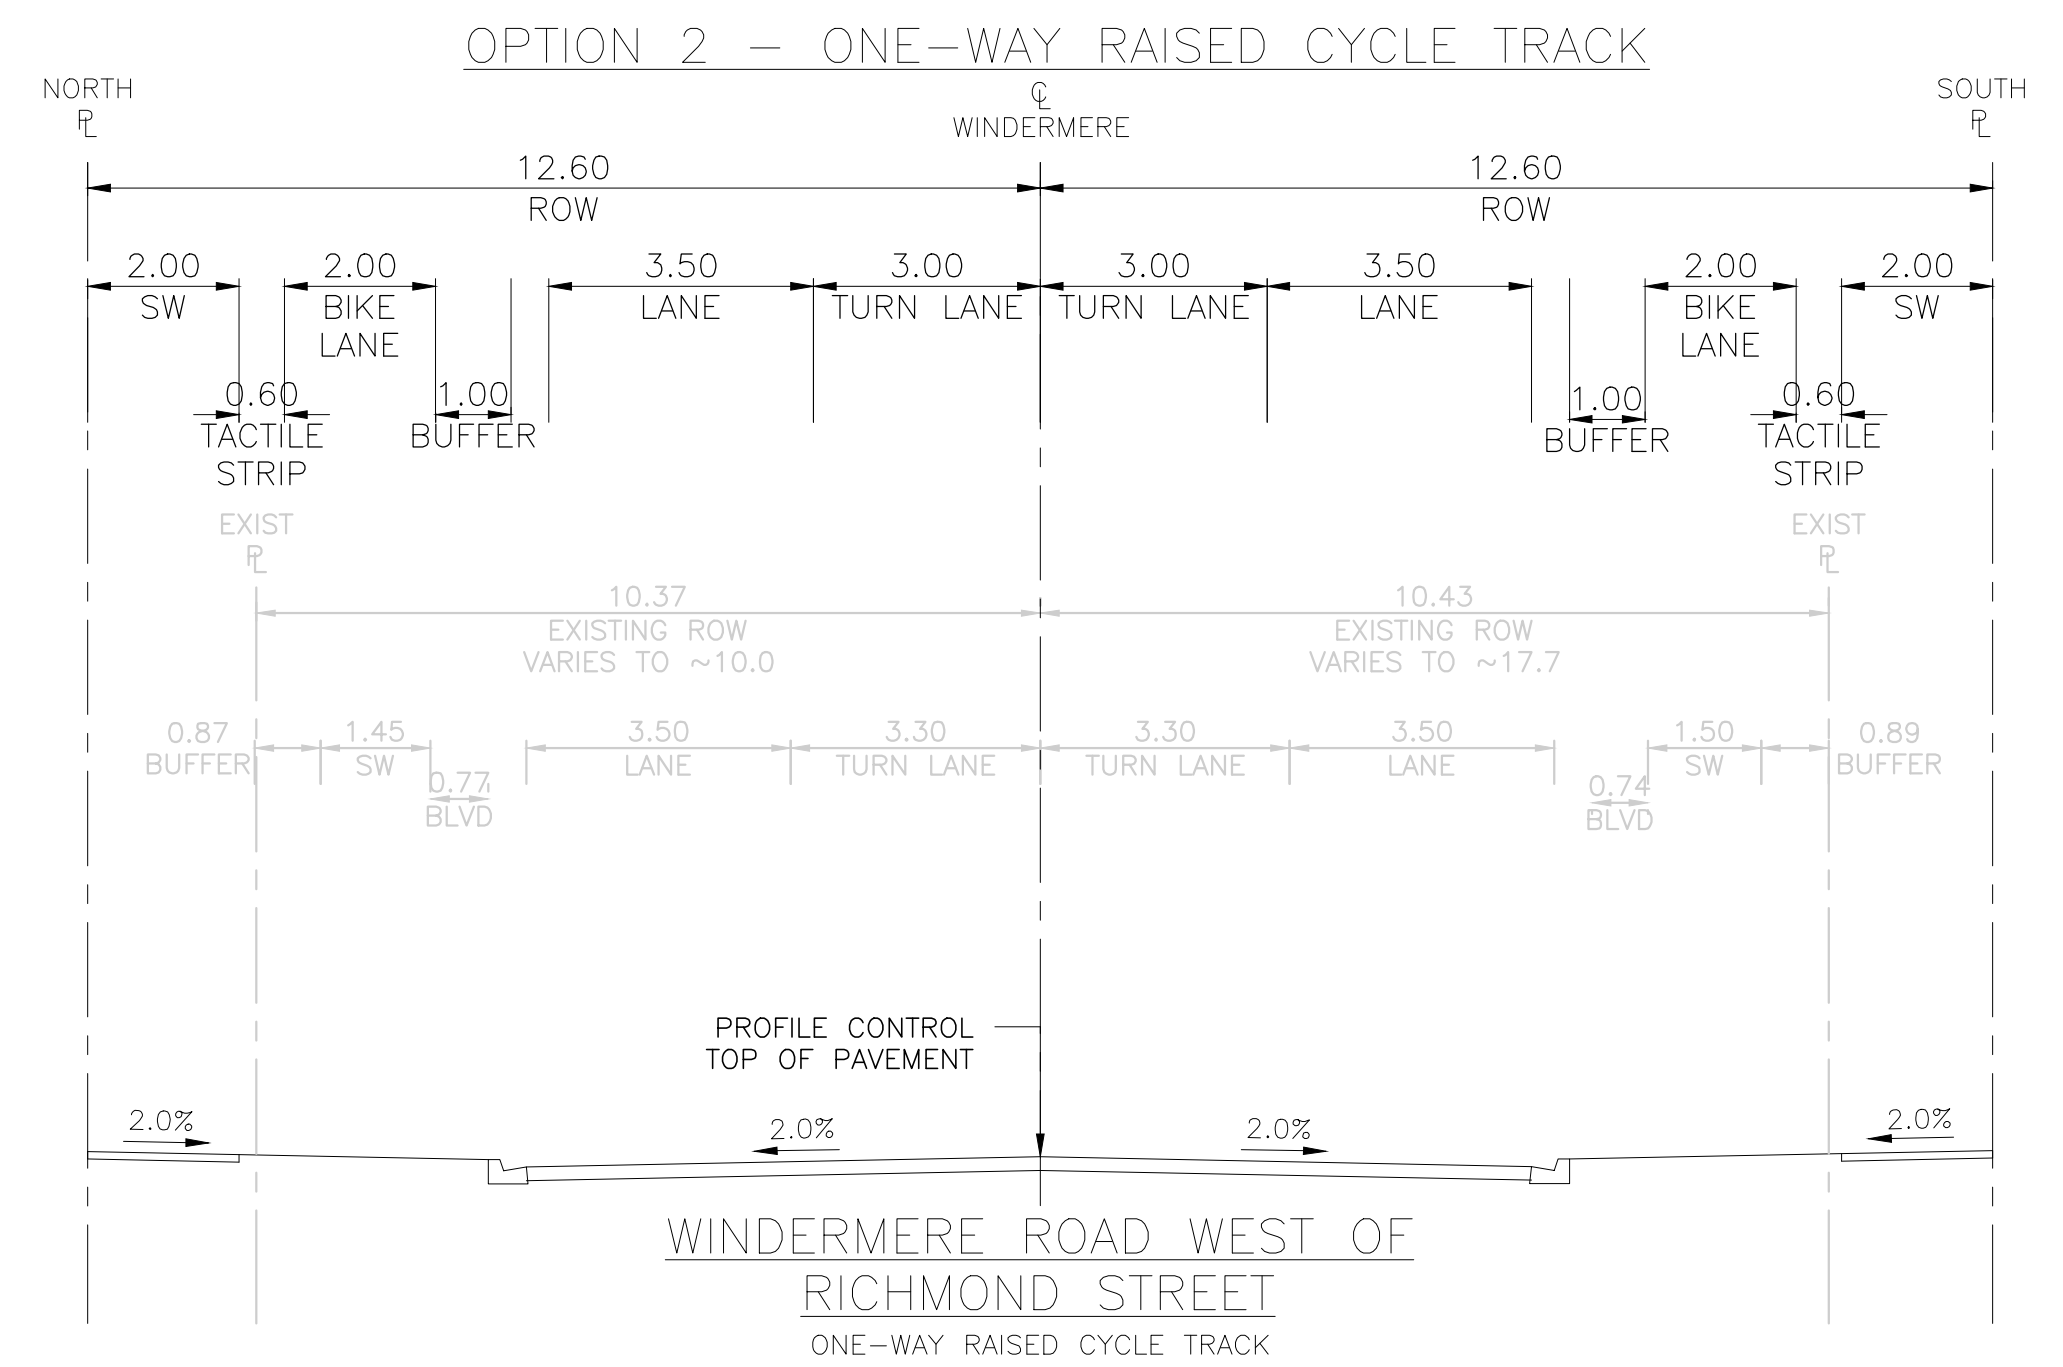 OPTION 2 - ONE-WAY RAISED CYCLE TRACK
NORTH
PL
CL
WINDERMERE
SOUTH
PL
12.60
ROW
12.60
ROW
2.00
SW
2.00
BIKE
LANE
3.50
LANE
3.00
TURN LANE
3.00
TURN LANE
3.50
LANE
2.00
BIKE
LANE
2.00
SW
0.60
TACTILE
STRIP
1.00
BUFFER
1.00
BUFFER
0.60
TACTILE
STRIP
EXIST
PL
EXIST
PL
10.37
EXISTING ROW
VARIES TO ~10.0
10.43
EXISTING ROW
VARIES TO ~17.7
0.87
BUFFER
1.45
SW
0.77
BLVD
3.50
LANE
3.30
TURN LANE
3.30
TURN LANE
3.50
LANE
0.74
BLVD
1.50
SW
0.89
BUFFER
PROFILE CONTROL
TOP OF PAVEMENT
2.0%
2.0%
2.0%
2.0%
WINDERMERE ROAD WEST OF
RICHMOND STREET
ONE-WAY RAISED CYCLE TRACK